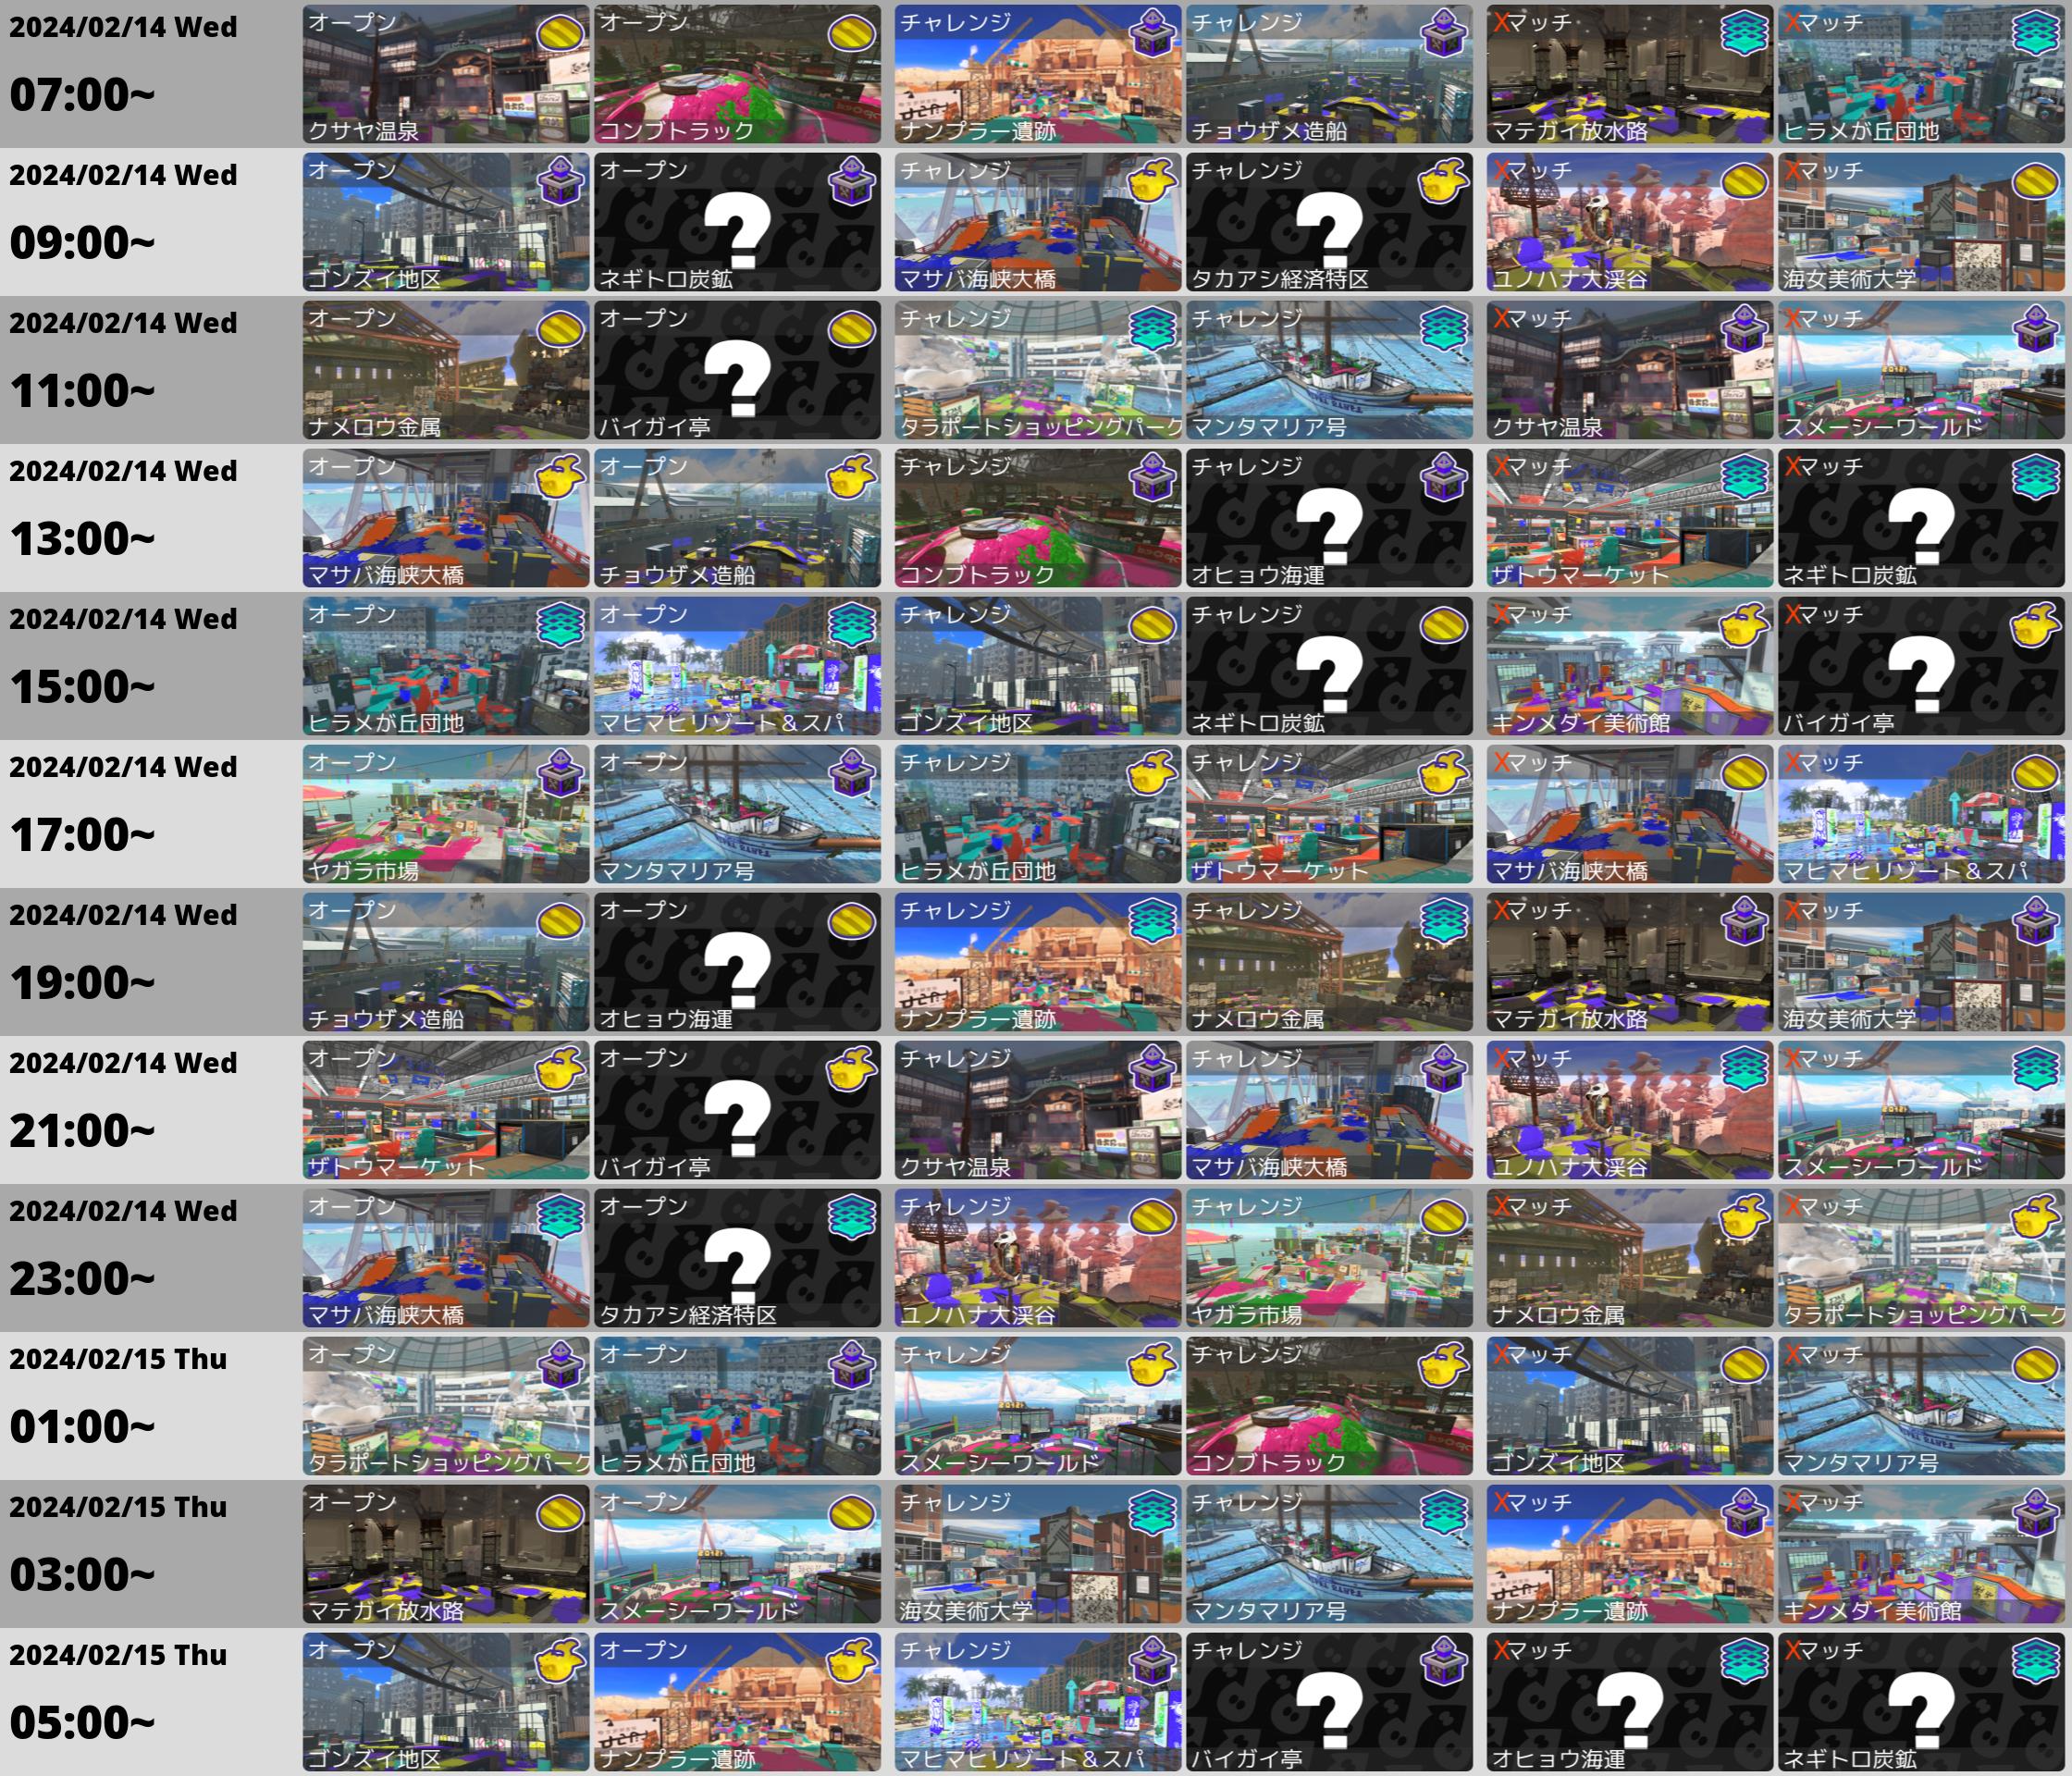 2024/02/14 Wed
07:00~
オープン オープン チャレンジ チャレンジ Xマッチ Xマッチ
クサヤ温泉 コンブトラック ナンプラー遺跡 チョウザメ造船 マテガイ放水路 ヒラメが丘団地
2024/02/14 Wed
09:00~
オープン オープン チャレンジ チャレンジ Xマッチ Xマッチ
ゴンズイ地区 ネギトロ炭鉱 マサバ海峡大橋 タカアシ経済特区 ユノハナ大渓谷 海女美術大学
? ?
2024/02/14 Wed
11:00~
オープン オープン チャレンジ チャレンジ Xマッチ Xマッチ
ナメロウ金属 バイガイ亭 タラポートショッピングパーク マンタマリア号 クサヤ温泉 スメーシーワールド
?
2024/02/14 Wed
13:00~
オープン オープン チャレンジ チャレンジ Xマッチ Xマッチ
マサバ海峡大橋 チョウザメ造船 コンブトラック オヒョウ海運 ザトウマーケット ネギトロ炭鉱
? ?
2024/02/14 Wed
15:00~
オープン オープン チャレンジ チャレンジ Xマッチ Xマッチ
ヒラメが丘団地 マヒマヒリゾート＆スパ ゴンズイ地区 ネギトロ炭鉱 キンメダイ美術館 バイガイ亭
? ?
2024/02/14 Wed
17:00~
オープン オープン チャレンジ チャレンジ Xマッチ Xマッチ
ヤガラ市場 マンタマリア号 ヒラメが丘団地 ザトウマーケット マサバ海峡大橋 マヒマヒリゾート＆スパ
2024/02/14 Wed
19:00~
オープン オープン チャレンジ チャレンジ Xマッチ Xマッチ
チョウザメ造船 オヒョウ海運 ナンプラー遺跡 ナメロウ金属 マテガイ放水路 海女美術大学
?
2024/02/14 Wed
21:00~
オープン オープン チャレンジ チャレンジ Xマッチ Xマッチ
ザトウマーケット バイガイ亭 クサヤ温泉 マサバ海峡大橋 ユノハナ大渓谷 スメーシーワールド
?
2024/02/14 Wed
23:00~
オープン オープン チャレンジ チャレンジ Xマッチ Xマッチ
マサバ海峡大橋 タカアシ経済特区 ユノハナ大渓谷 ヤガラ市場 ナメロウ金属 タラポートショッピングパーク
?
2024/02/15 Thu
01:00~
オープン オープン チャレンジ チャレンジ Xマッチ Xマッチ
タラポートショッピングパーク ヒラメが丘団地 スメーシーワールド コンブトラック ゴンズイ地区 マンタマリア号
2024/02/15 Thu
03:00~
オープン オープン チャレンジ チャレンジ Xマッチ Xマッチ
マテガイ放水路 スメーシーワールド 海女美術大学 マンタマリア号 ナンプラー遺跡 キンメダイ美術館
2024/02/15 Thu
05:00~
オープン オープン チャレンジ チャレンジ Xマッチ Xマッチ
ゴンズイ地区 ナンプラー遺跡 マヒマヒリゾート＆スパ バイガイ亭 オヒョウ海運 ネギトロ炭鉱
? ? ?